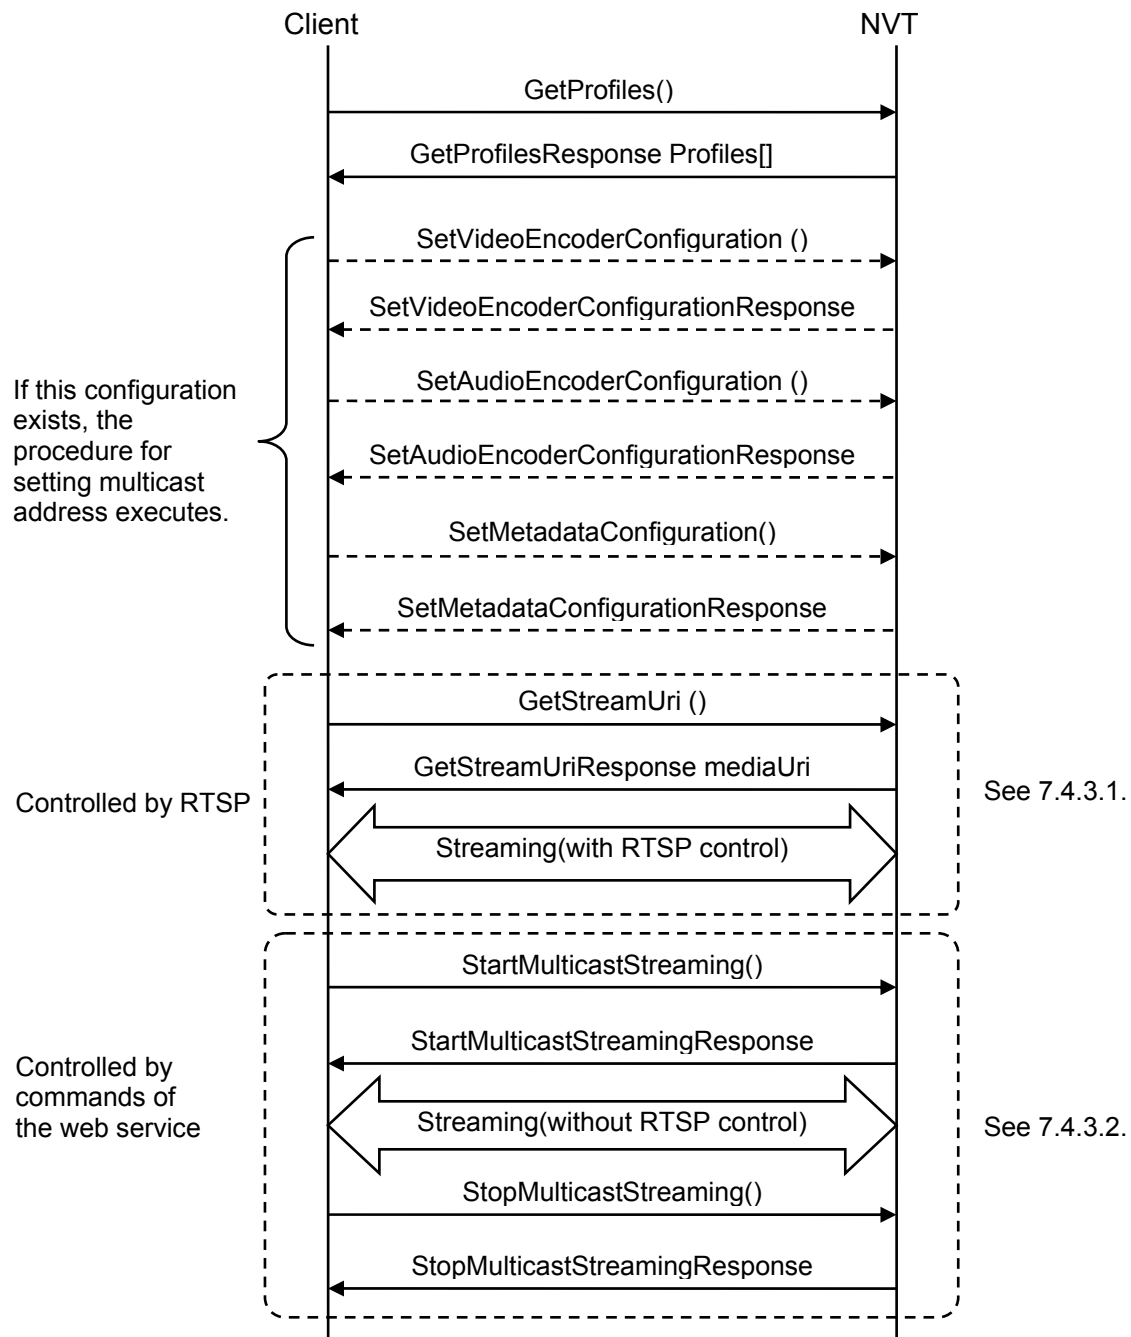 Client
NVT
GetProfiles()
GetProfilesResponse Profiles[]
SetVideoEncoderConfiguration ()
SetVideoEncoderConfigurationResponse
SetAudioEncoderConfiguration ()
If this configuration
exists, the
procedure for
setting multicast
address executes.
SetAudioEncoderConfigurationResponse
SetMetadataConfiguration()
SetMetadataConfigurationResponse
GetStreamUri ()
GetStreamUriResponse mediaUri
Controlled by RTSP
See 7.4.3.1.
Streaming(with RTSP control)
StartMulticastStreaming()
StartMulticastStreamingResponse
Controlled by
commands of
the web service
Streaming(without RTSP control)
See 7.4.3.2.
StopMulticastStreaming()
StopMulticastStreamingResponse